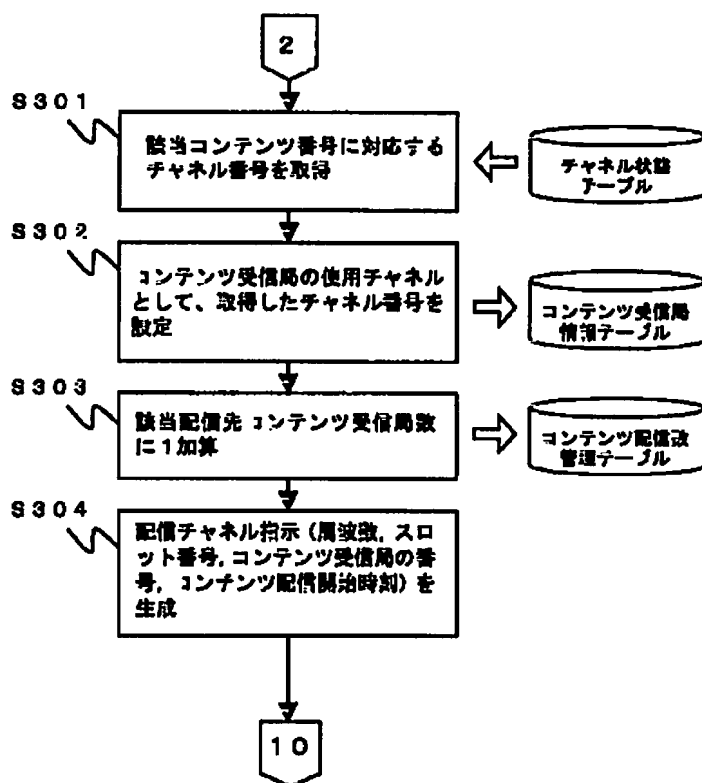 2
S301
該当コンテンツ番号に対応する
チャネル番号を取得
チャネル状態
テーブル
S302
コンテンツ受信局の使用チャネル
として、取得したチャネル番号を
設定
コンテンツ受信局
情報テーブル
S303
該当配信先 コンテンツ受信局数
に1加算
コンテンツ配信改
管理テーブル
S304
配信チャネル指示（周波数, スロ
ット番号, コンテンツ受信局の番
号, コンテンツ配信開始時刻）を
生成
10